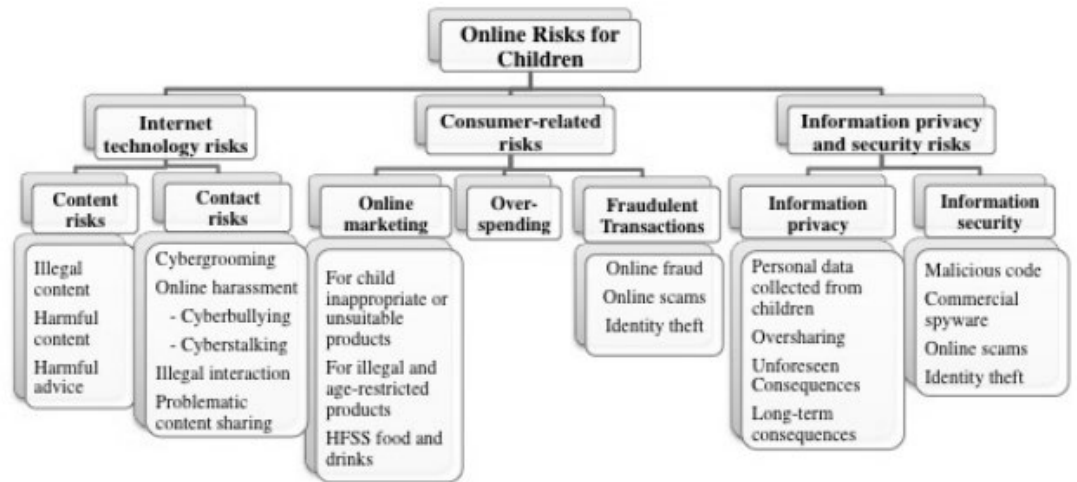 Online Risks for
Children
Internet
technology risks
Consumer-related
risks
Information privacy
and security risks
Content
risks
Contact
risks
Online
marketing
Over-
spending
Fraudulent
Transactions
Information
privacy
Information
security
Illegal
content
Harmful
content
Harmful
advice
Cybergrooming
Online harassment
- Cyberbullying
- Cyberstalking
Illegal interaction
Problematic
content sharing
For child
inappropriate or
unsuitable
products
For illegal and
age-restricted
products
HFSS food and
drinks
Online fraud
Online scams
Identity theft
Personal data
collected from
children
Oversharing
Unforeseen
Consequences
Long-term
consequences
Malicious code
Commercial
spyware
Online scams
Identity theft